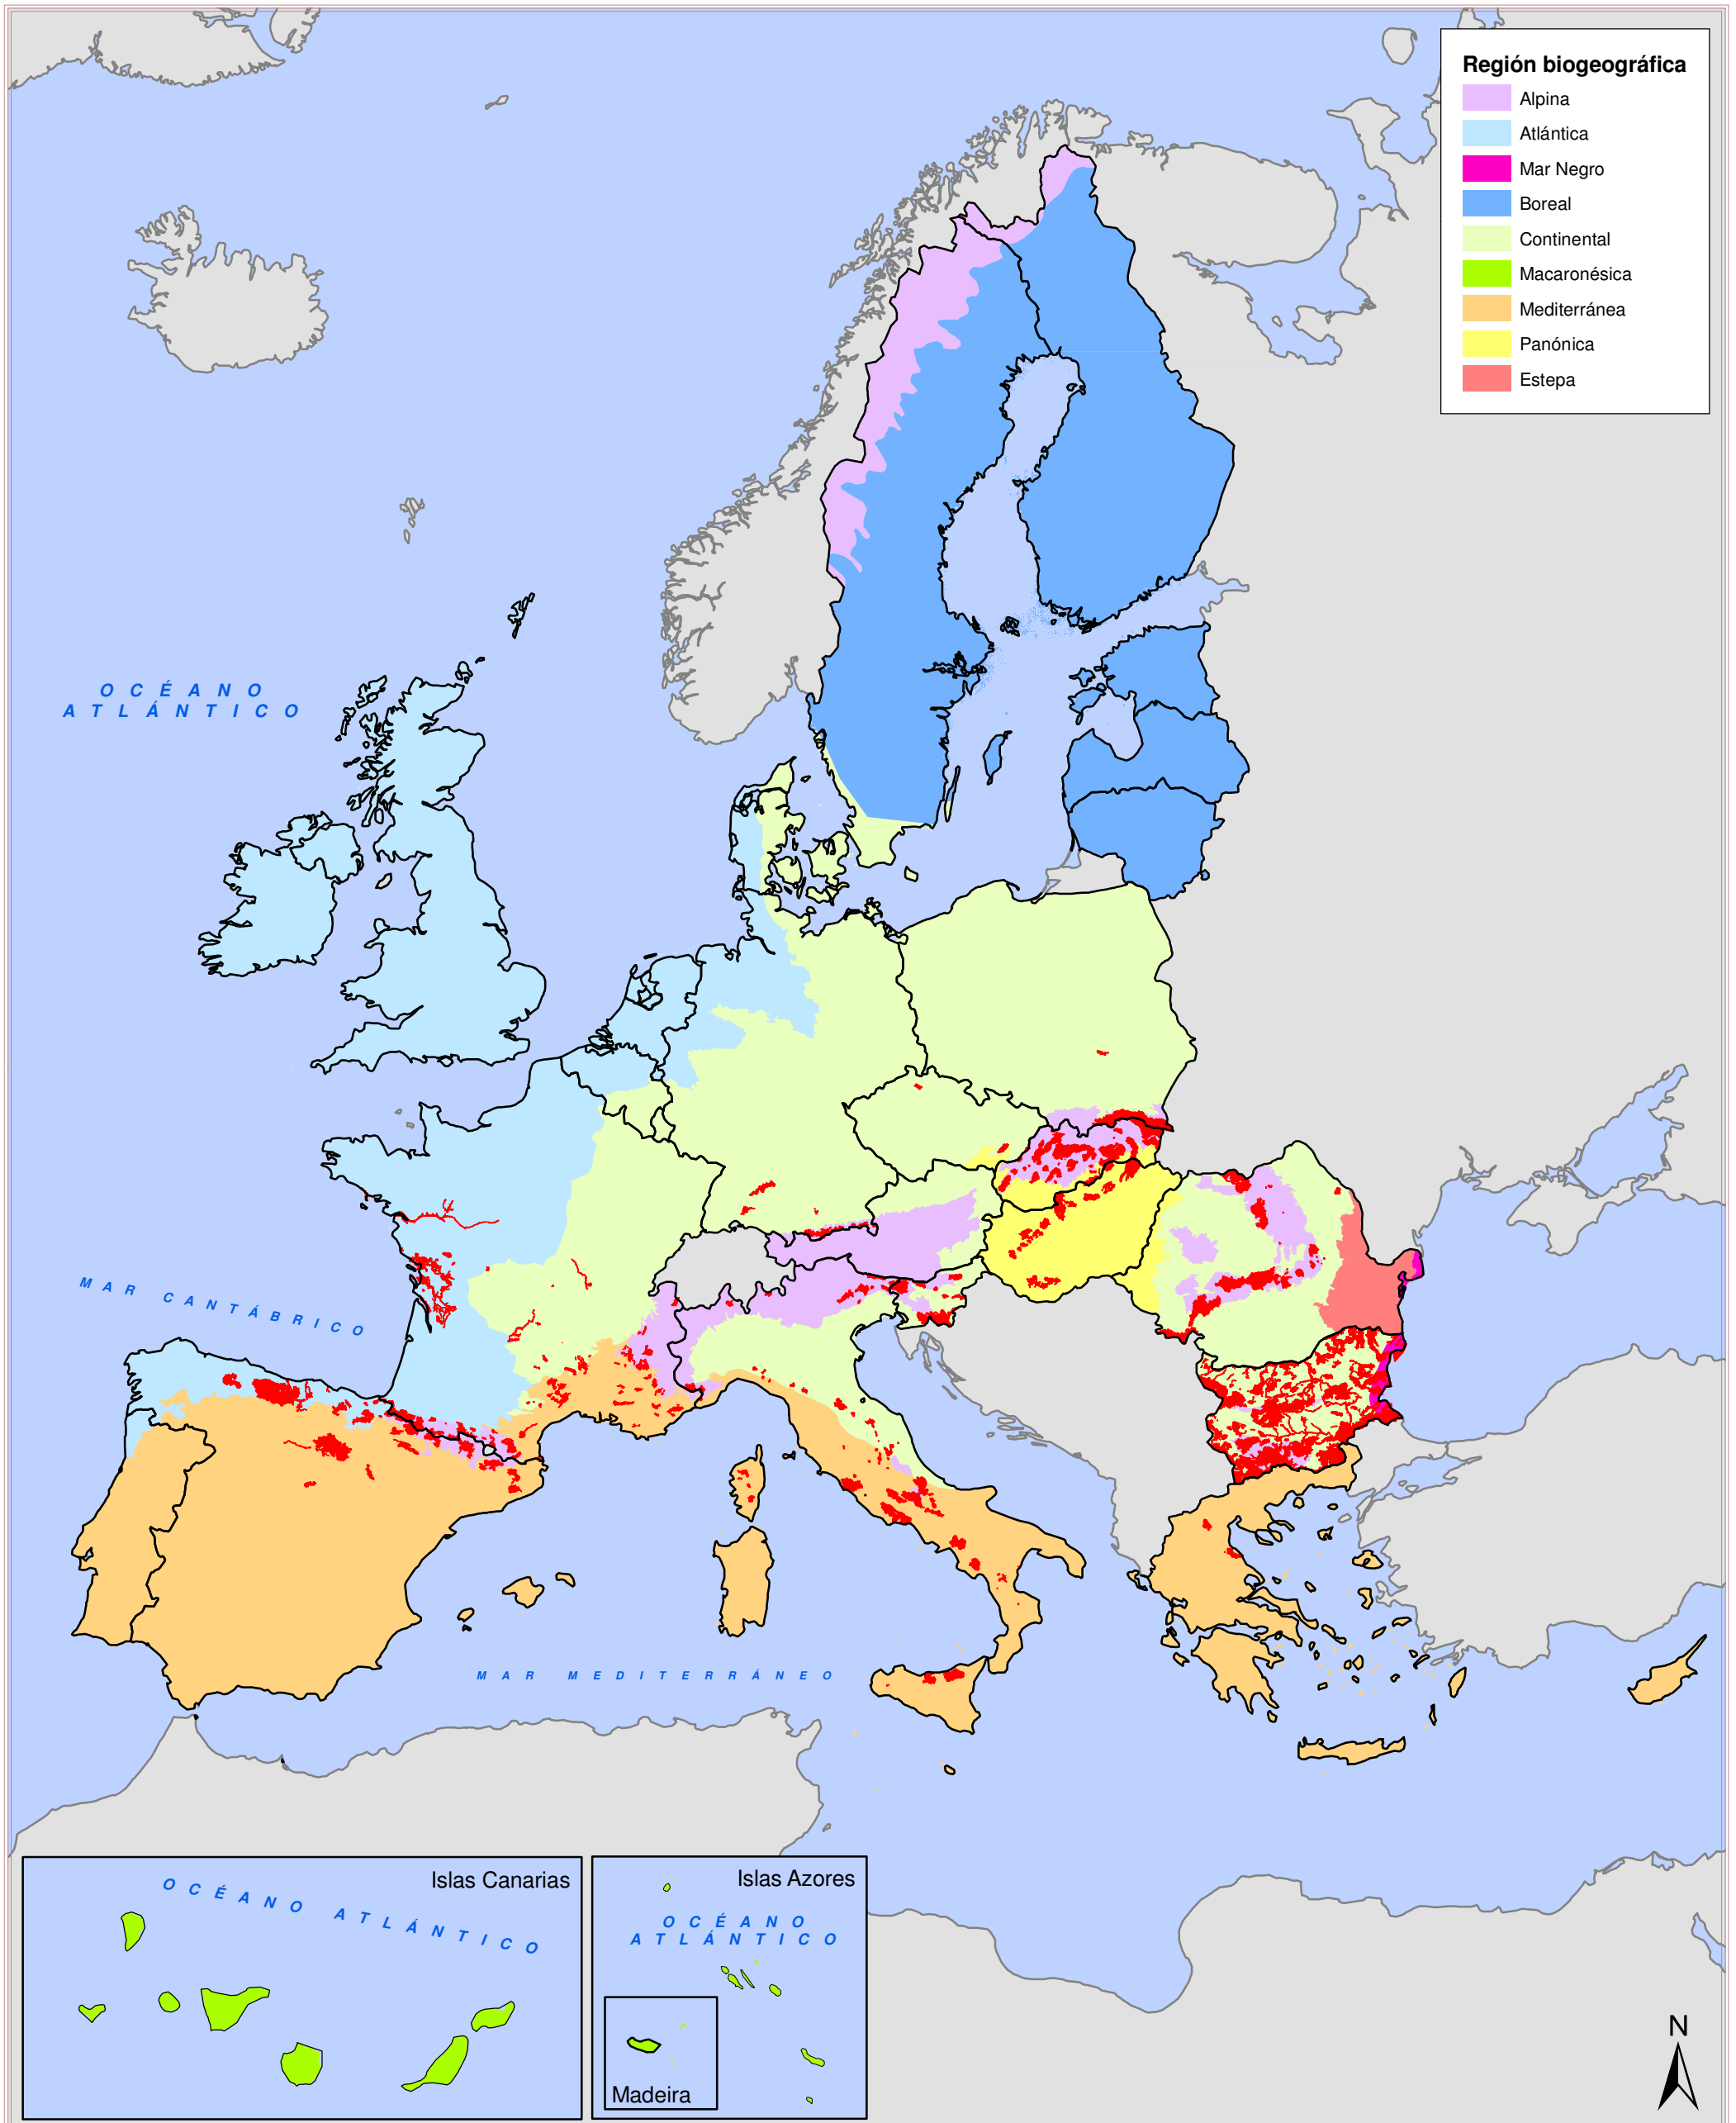 Región biogeográfica
Alpina
Atlántica
Mar Negro
Boreal
Continental
Macaronésica
Mediterránea
Panónica
Estepa
OCÉANO
ATLÁNTICO
MAR CANTÁBRICO
MAR MEDITERRÁNEO
Islas Canarias
OCÉANO ATLÁNTICO
Islas Azores
OCÉANO
ATLÁNTICO
Madeira
N